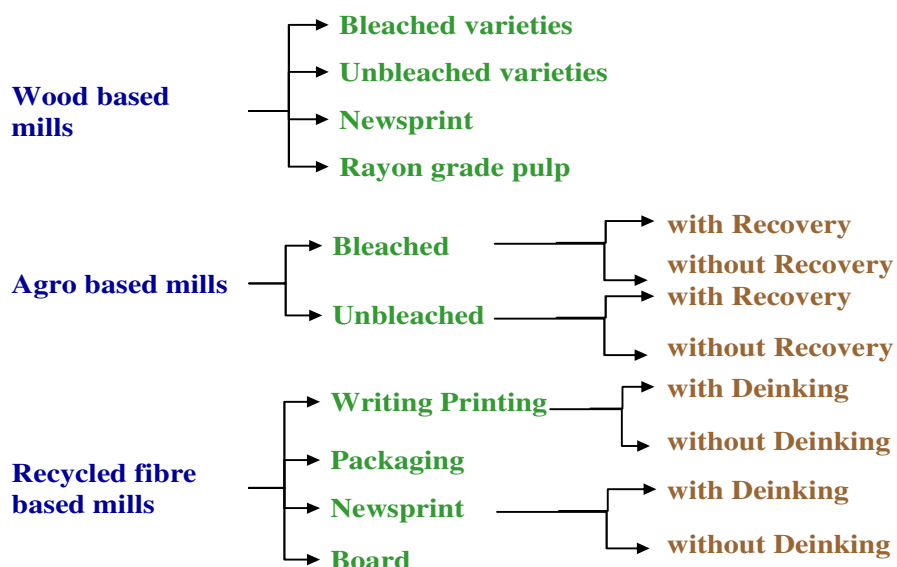 Wood based
mills
Bleached varieties
Unbleached varieties
Newsprint
Rayon grade pulp
Agro based mills
Bleached
with Recovery
without Recovery
Unbleached
with Recovery
without Recovery
Recycled fibre
based mills
Writing Printing
with Deinking
without Deinking
Packaging
Newsprint
with Deinking
without Deinking
Board